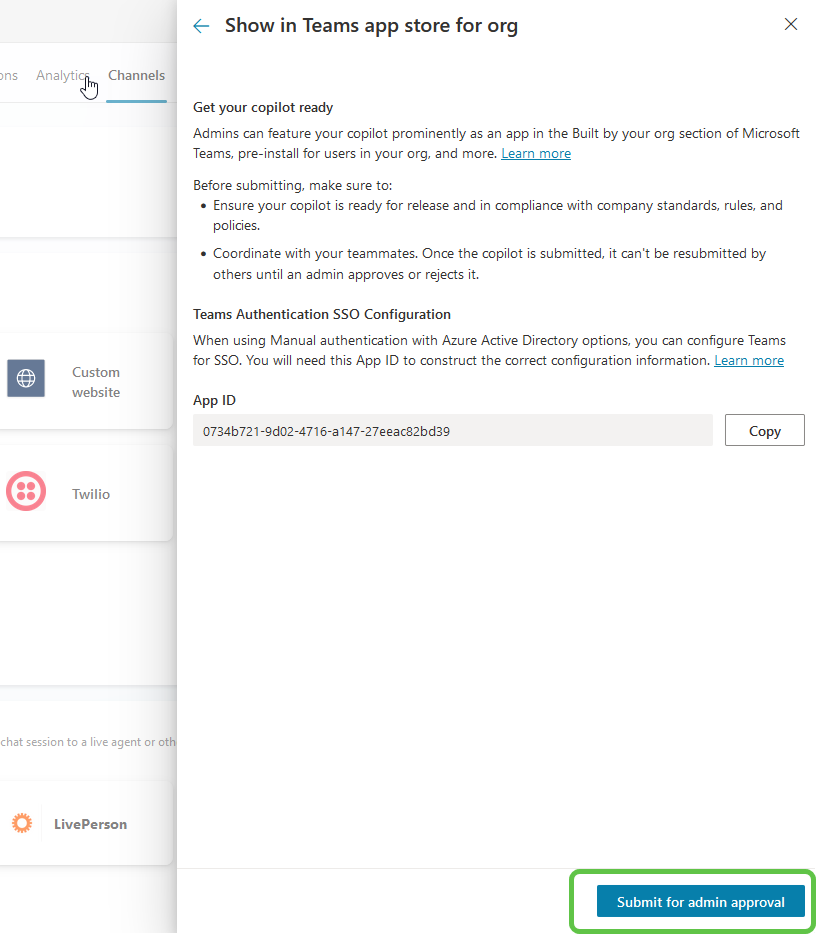 Show in Teams app store for org
ons Analytics Channels
Get your copilot ready
Admins can feature your copilot prominently as an app in the Built by your org section of Microsoft
Teams, pre-install for users in your org, and more. Learn more
Before submitting, make sure to:
• Ensure your copilot is ready for release and in compliance with company standards, rules, and
policies.
• Coordinate with your teammates. Once the copilot is submitted, it can't be resubmitted by
others until an admin approves or rejects it.
Teams Authentication SSO Configuration
When using Manual authentication with Azure Active Directory options, you can configure Teams
for SSO. You will need this App ID to construct the correct configuration information. Learn more
App ID
0734b721-9d02-4716-a147-27eeac82bd39
Copy
Custom
website
Twilio
chat session to a live agent or oth
LivePerson
Submit for admin approval